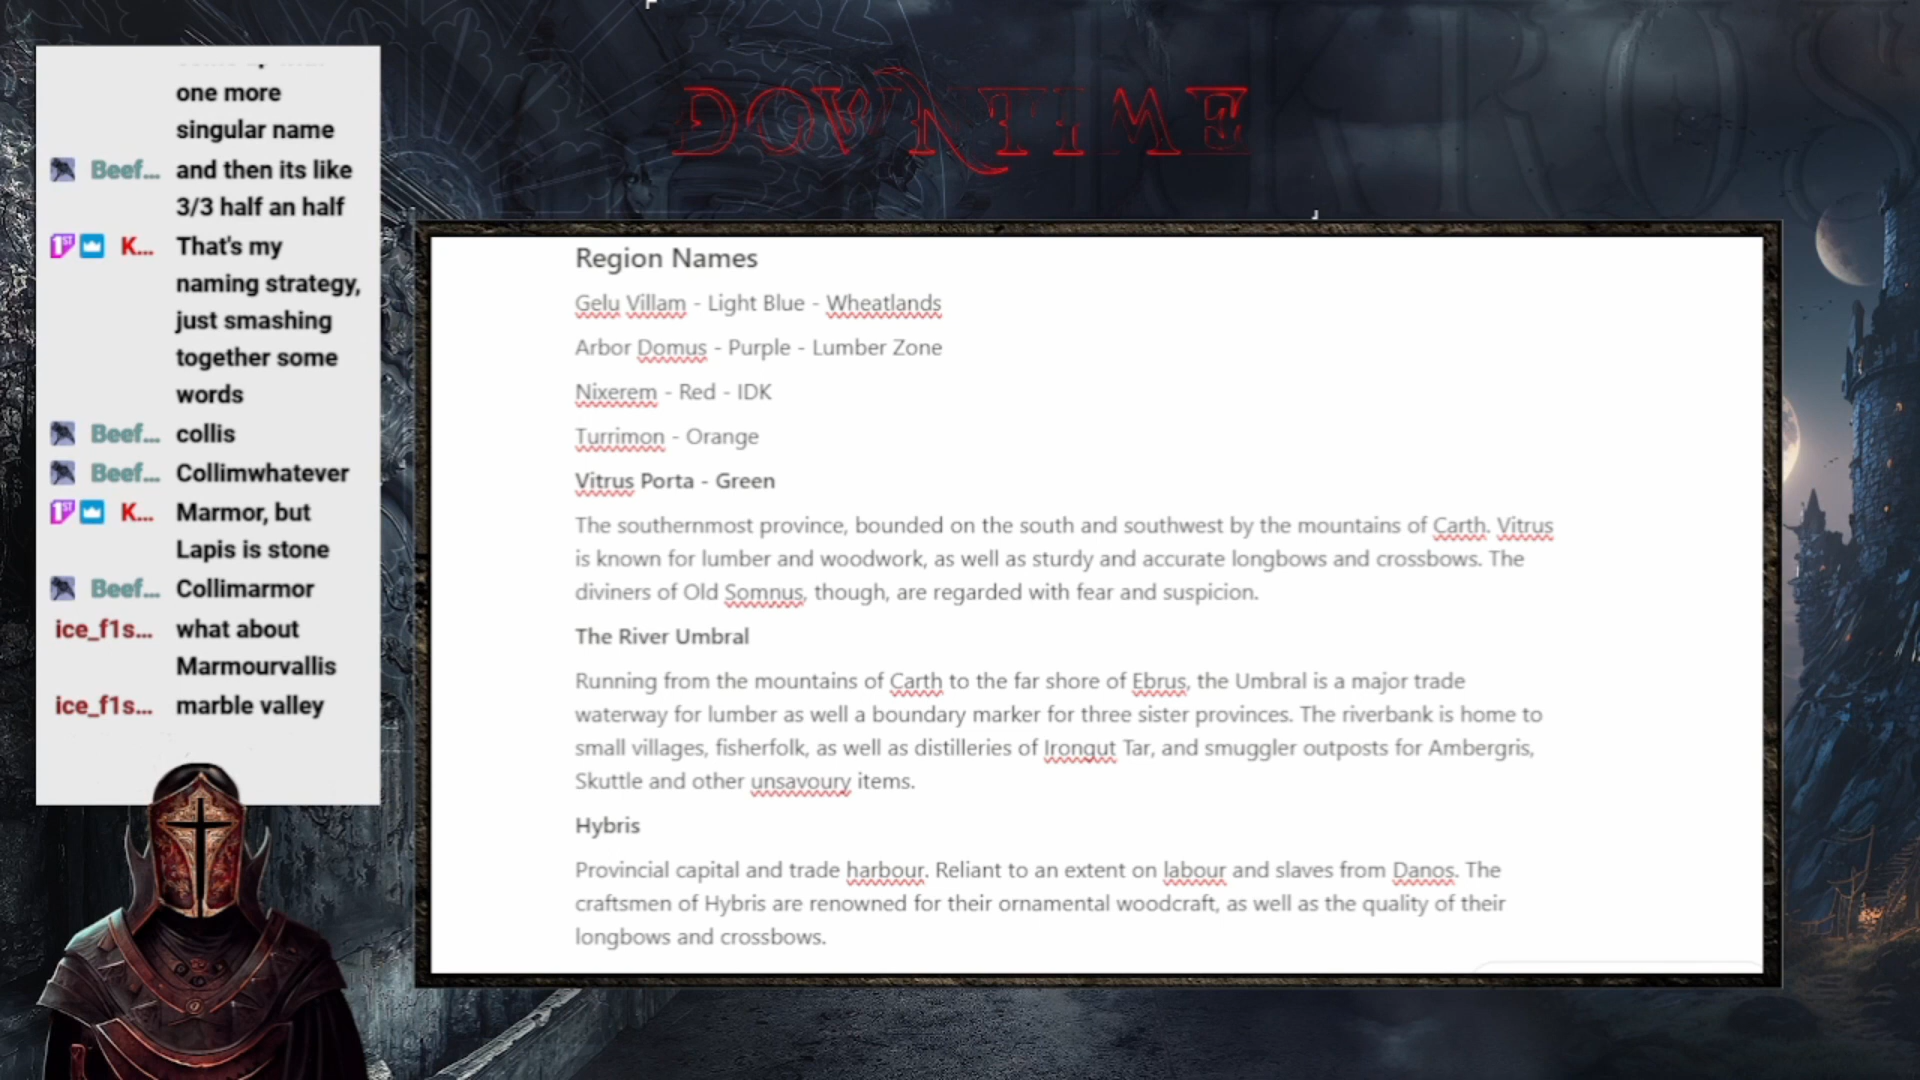 DOWNTIME
one more
singular name
Beef... and then its like
3/3 half an half
1ST K... That's my
naming strategy,
just smashing
together some
words
Beef... collis
Beef... Collimwhatever
1ST K... Marmor, but
Lapis is stone
Beef... Collimarmor
ice_f1s... what about
Marmourvallis
ice_f1s... marble valley
Region Names
Gelu Villam - Light Blue - Wheatlands
Arbor Domus - Purple - Lumber Zone
Nixerem - Red - IDK
Turrimon - Orange
Vitrus Porta - Green
The southernmost province, bounded on the south and southwest by the mountains of Carth. Vitrus
is known for lumber and woodwork, as well as sturdy and accurate longbows and crossbows. The
diviners of Old Somnus, though, are regarded with fear and suspicion.
The River Umbral
Running from the mountains of Carth to the far shore of Ebrus, the Umbral is a major trade
waterway for lumber as well a boundary marker for three sister provinces. The riverbank is home to
small villages, fisherfolk, as well as distilleries of Irongut Tar, and smuggler outposts for Ambergris,
Skuttle and other unsavoury items.
Hybris
Provincial capital and trade harbour. Reliant to an extent on labour and slaves from Danos. The
craftsmen of Hybris are renowned for their ornamental woodcraft, as well as the quality of their
longbows and crossbows.